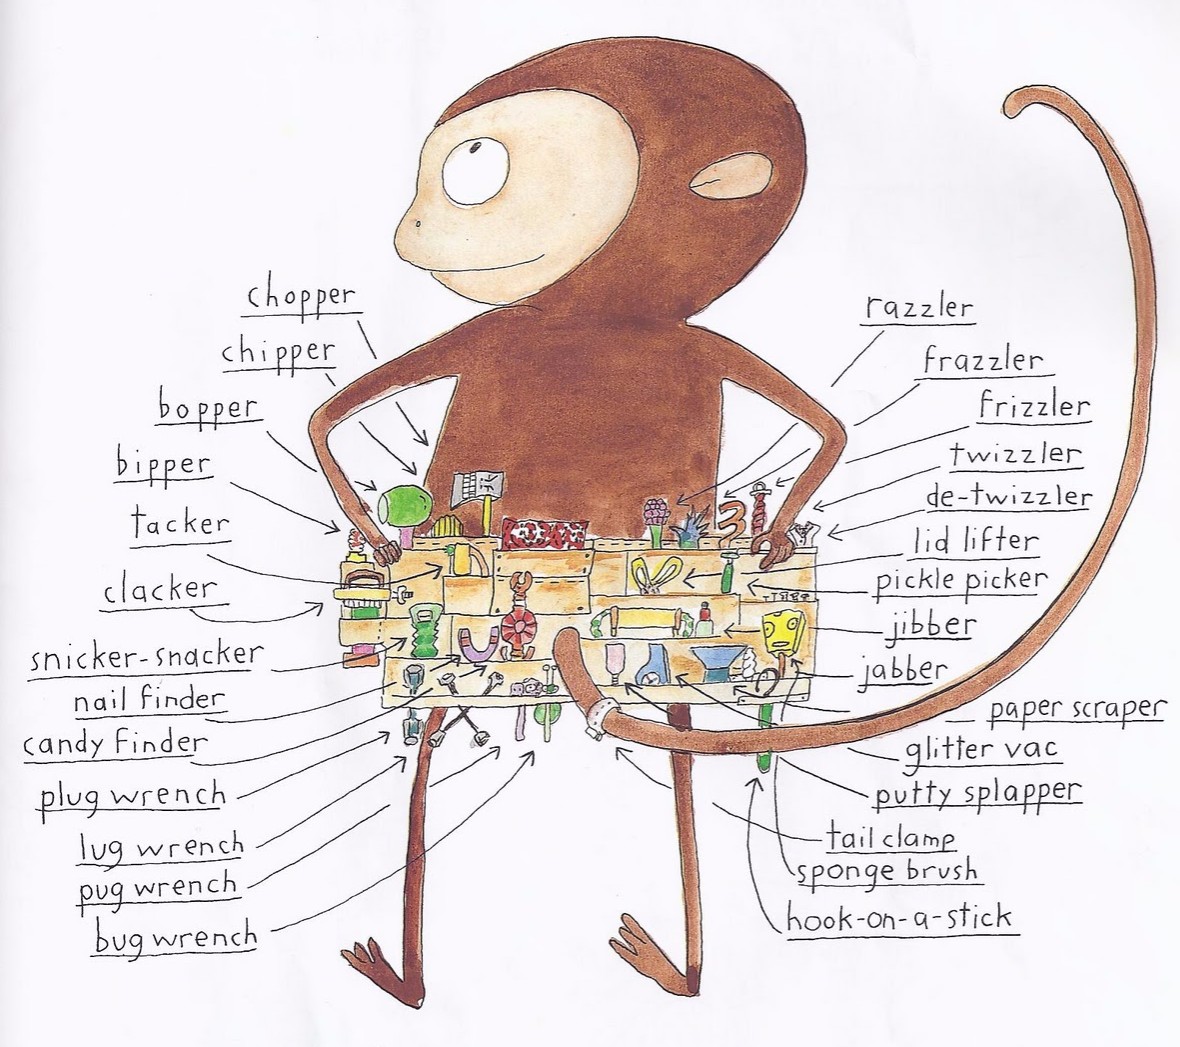 chopper
chipper
bopper
bipper
tacker
clacker
snicker-snacker
nail finder
candy finder
plug wrench
lug wrench
pug wrench
bug wrench
razzler
frazzler
frizzler
twizzler
de-twizzler
lid lifter
pickle picker
jibber
jabber
paper scraper
glitter vac
putty splapper
tail clamp
sponge brush
hook-on-a-stick